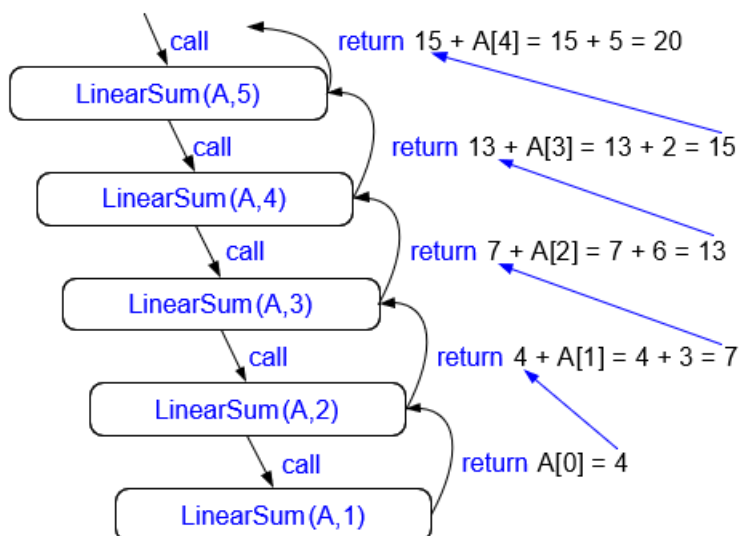 call
return 15 + A[4] = 15 + 5 = 20
LinearSum(A,5)
call
return 13 + A[3] = 13 + 2 = 15
LinearSum(A,4)
call
return 7 + A[2] = 7 + 6 = 13
LinearSum(A,3)
call
return 4 + A[1] = 4 + 3 = 7
LinearSum(A,2)
call
return A[0] = 4
LinearSum(A,1)